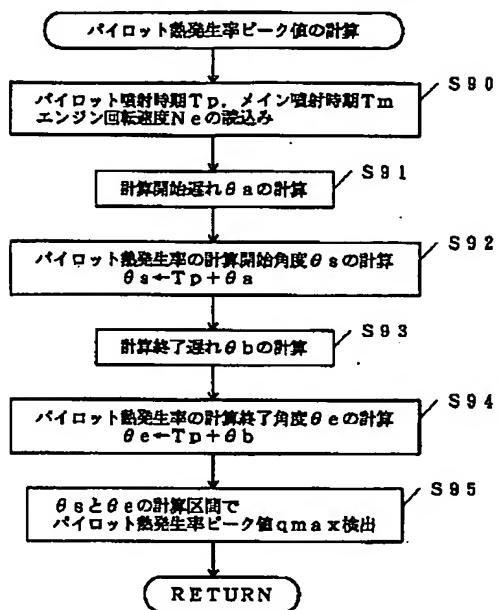 パイロット熱発生率ピーク値の計算
S90
パイロット噴射時期Tp，メイン噴射時期Tm
エンジン回転速度Neの読込み
S91
計算開始遅れθaの計算
S92
パイロット熱発生率の計算開始角度θsの計算
θs←Tp+θa
S93
計算終了遅れθbの計算
S94
パイロット熱発生率の計算終了角度θeの計算
θe←Tp+θb
S95
θsとθeの計算区間で
パイロット熱発生率ピーク値qmax検出
RETURN